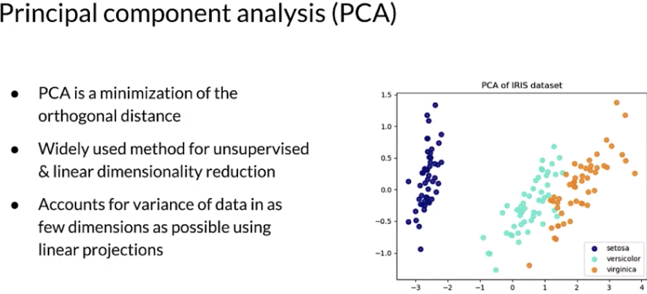 Principal component analysis (PCA)
● PCA is a minimization of the
orthogonal distance
● Widely used method for unsupervised
& linear dimensionality reduction
● Accounts for variance of data in as
few dimensions as possible using
linear projections
PCA of IRIS dataset
1.5
1.0
0.5
0.0
−0.5
−1.0
−3 −2 −1 0 1 2 3 4
setosa
versicolor
virginica